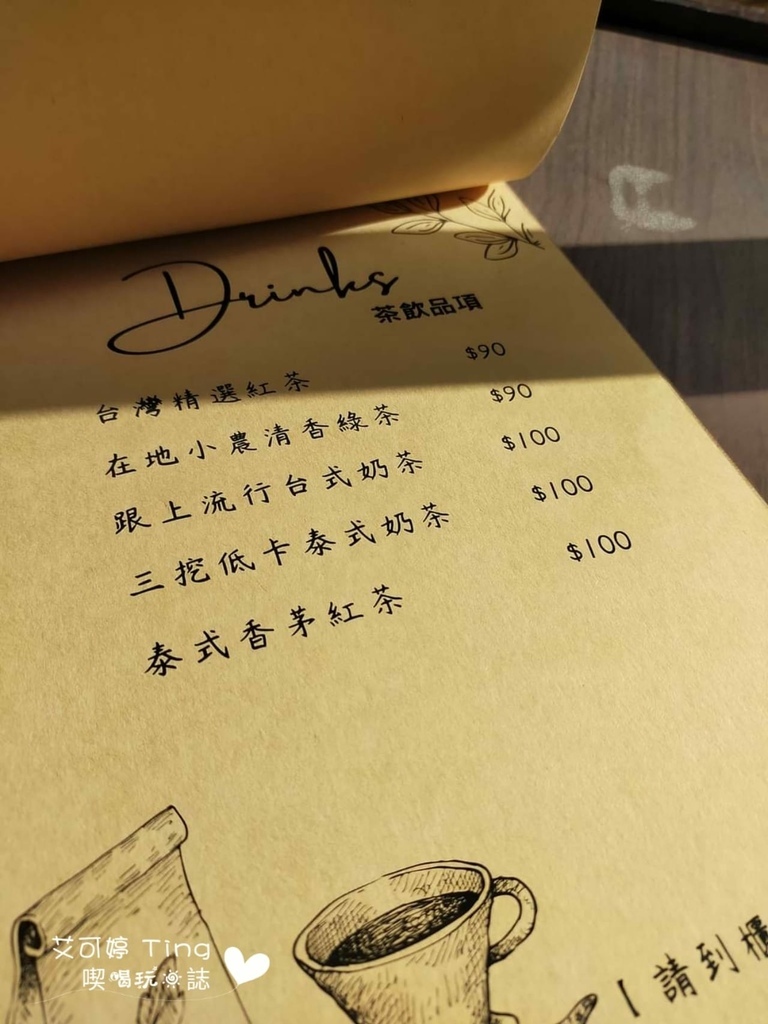 Drinks
茶飲品項
台灣精選紅茶 $90
在地小農清香綠茶 $90
跟上流行台式奶茶 $100
三挖低卡泰式奶茶 $100
泰式香茅紅茶 $100
請到櫃
艾可婷 Ting
喫喝玩樂誌